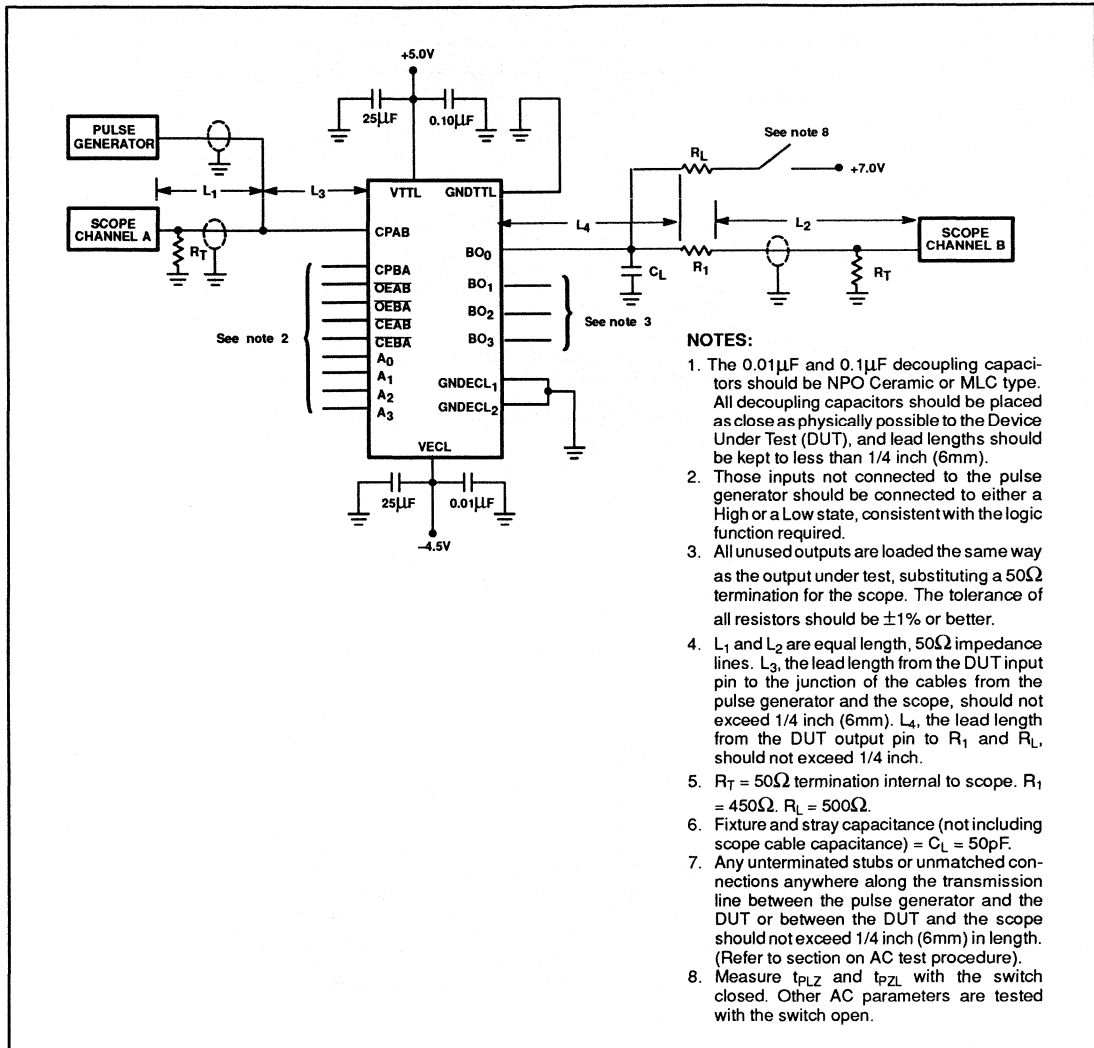 +5.0V
25μF
0.10μF
PULSE
GENERATOR
See note 8
RL
+7.0V
L1
L3
VTTL
GNDTTL
L4
L2
SCOPE
CHANNEL A
RT
CPAB
BO0
R1
SCOPE
CHANNEL B
CL
RT
CPBA
O̅E̅A̅B̅
O̅E̅B̅A̅
C̅E̅A̅B̅
C̅E̅B̅A̅
A0
A1
A2
A3
See note 2
BO1
BO2
BO3
See note 3
GNDECL1
GNDECL2
VECL
25μF
0.01μF
–4.5V
NOTES:
1. The 0.01μF and 0.1μF decoupling capaci-
tors should be NPO Ceramic or MLC type.
All decoupling capacitors should be placed
as close as physically possible to the Device
Under Test (DUT), and lead lengths should
be kept to less than 1/4 inch (6mm).
2. Those inputs not connected to the pulse
generator should be connected to either a
High or a Low state, consistent with the logic
function required.
3. All unused outputs are loaded the same way
as the output under test, substituting a 50Ω
termination for the scope. The tolerance of
all resistors should be ±1% or better.
4. L1 and L2 are equal length, 50Ω impedance
lines. L3, the lead length from the DUT input
pin to the junction of the cables from the
pulse generator and the scope, should not
exceed 1/4 inch (6mm). L4, the lead length
from the DUT output pin to R1 and RL,
should not exceed 1/4 inch.
5. RT = 50Ω termination internal to scope. R1
= 450Ω. RL = 500Ω.
6. Fixture and stray capacitance (not including
scope cable capacitance) = CL = 50pF.
7. Any unterminated stubs or unmatched con-
nections anywhere along the transmission
line between the pulse generator and the
DUT or between the DUT and the scope
should not exceed 1/4 inch (6mm) in length.
(Refer to section on AC test procedure).
8. Measure tPLZ and tPZL with the switch
closed. Other AC parameters are tested
with the switch open.